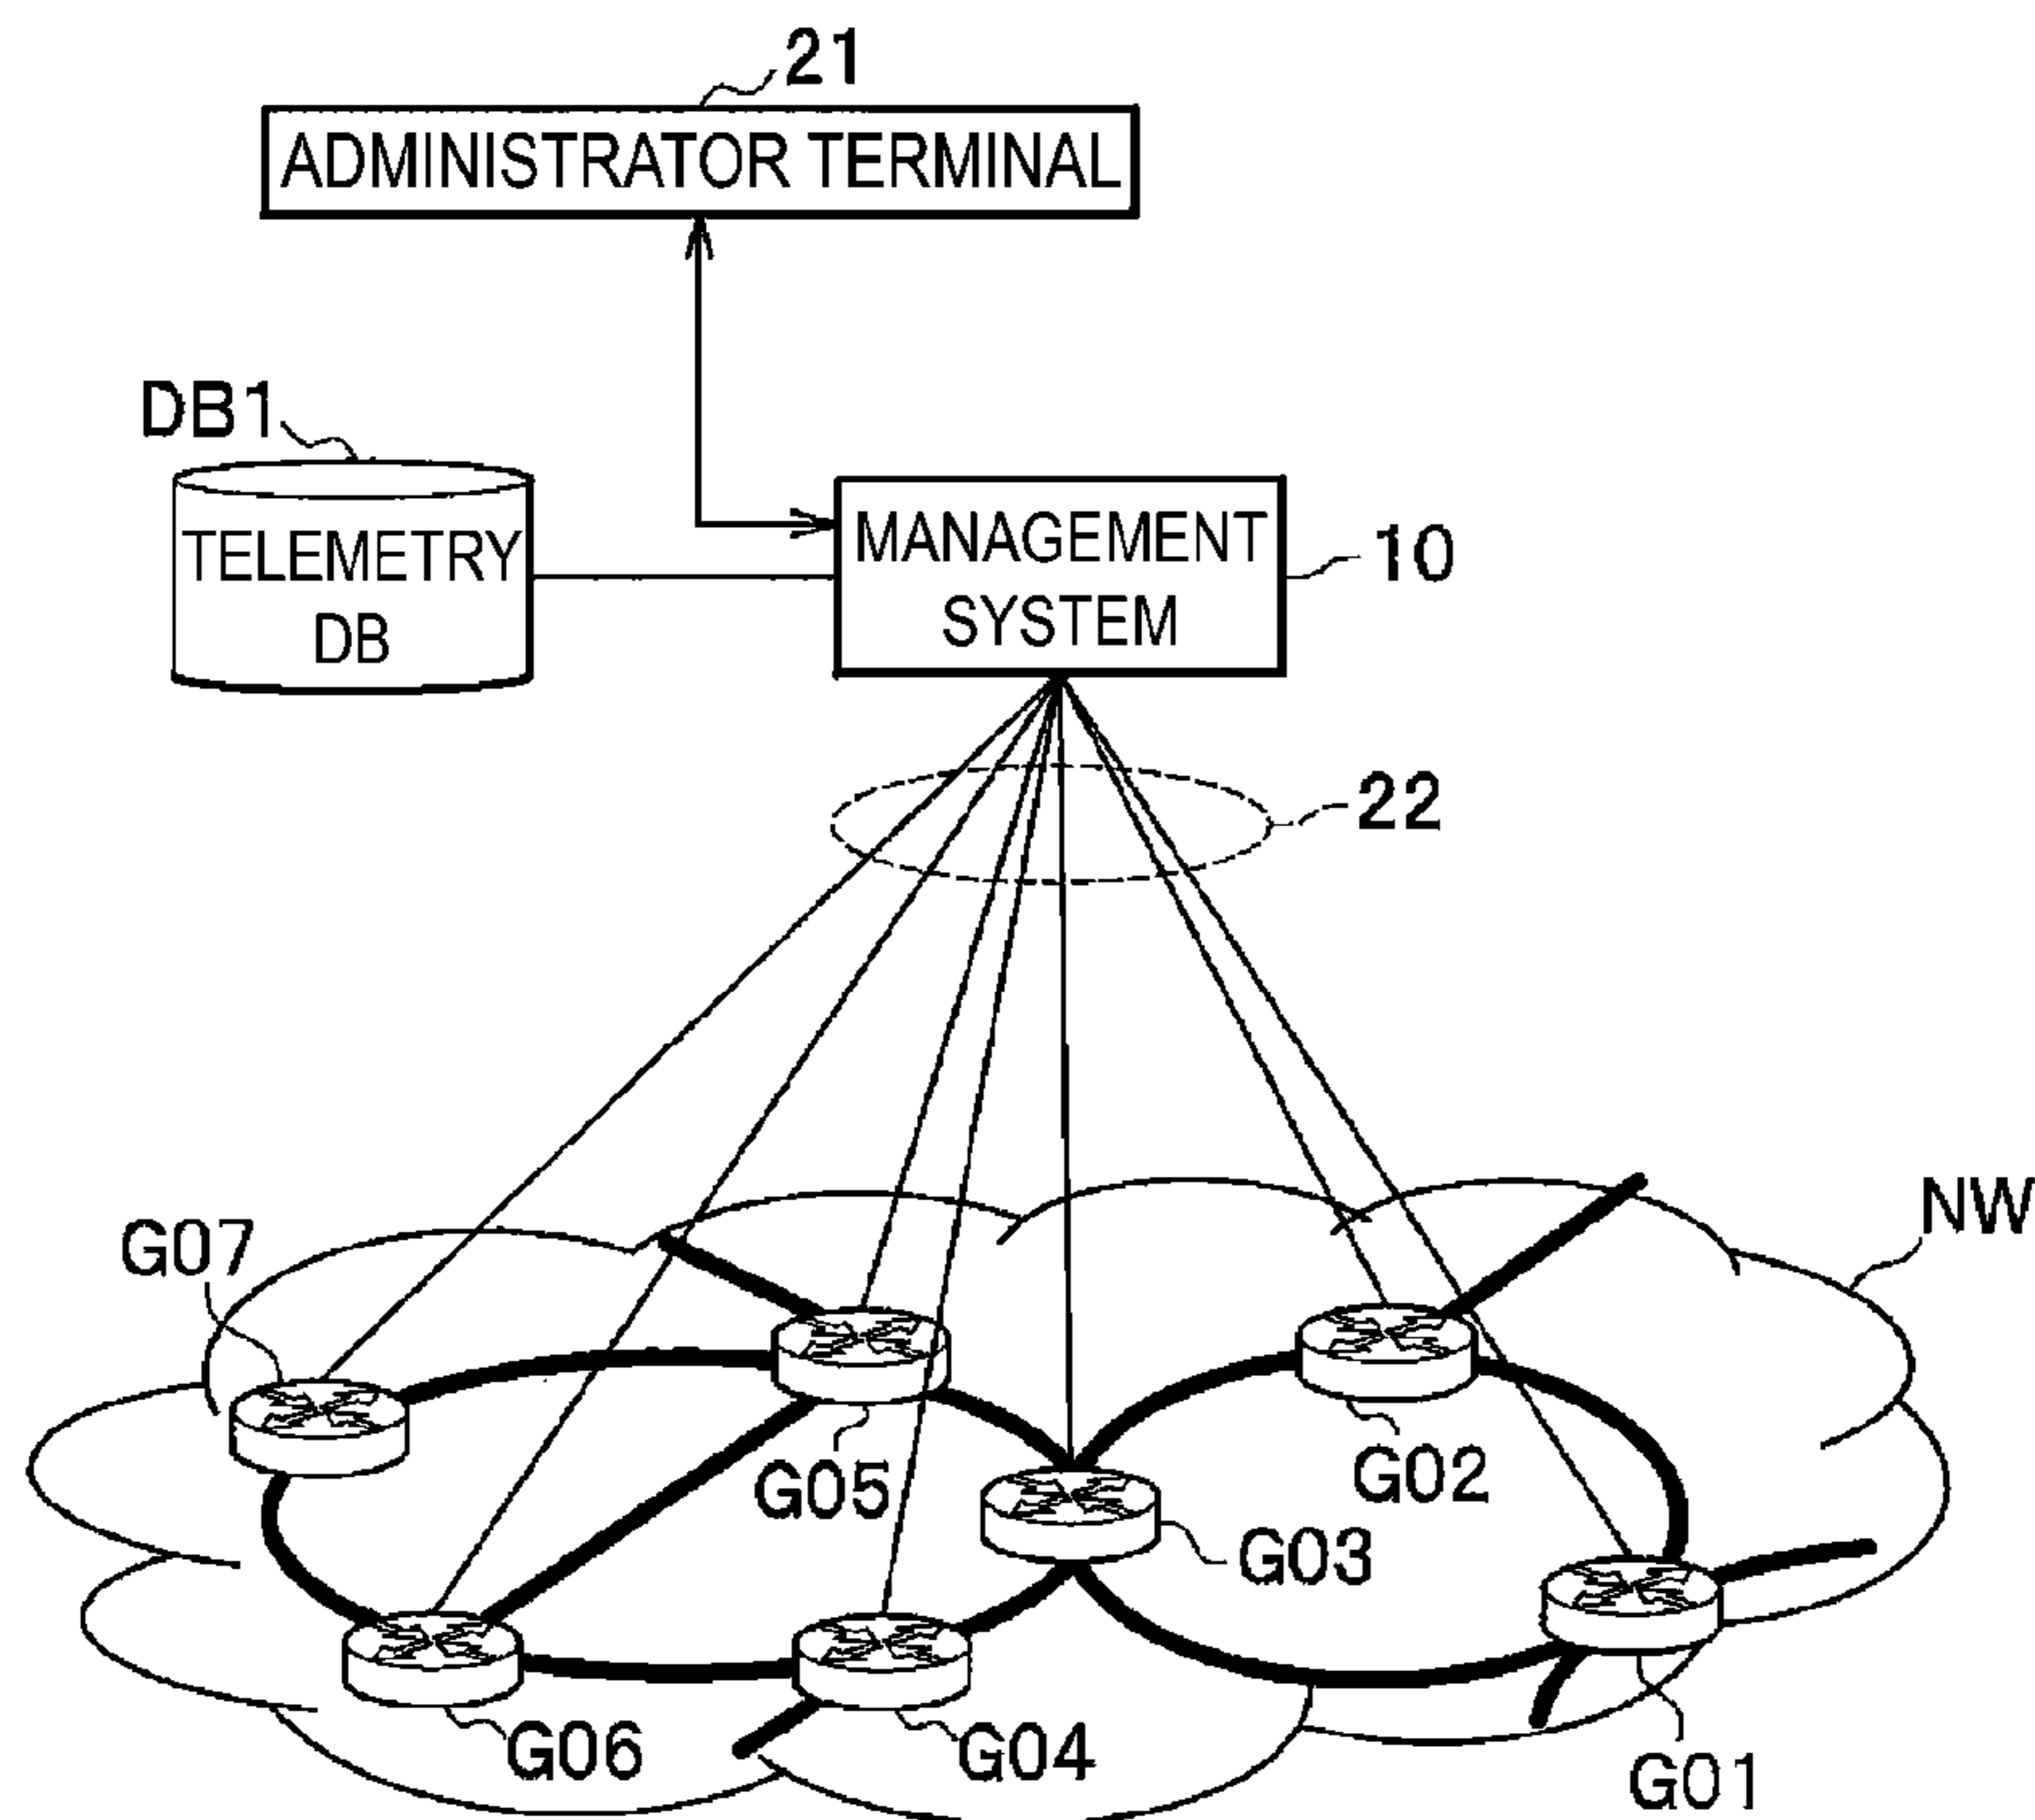 21
ADMINISTRATOR TERMINAL
DB1
TELEMETRY
DB
MANAGEMENT
SYSTEM
10
22
NW
G07
G05
G02
G03
G06
G04
G01